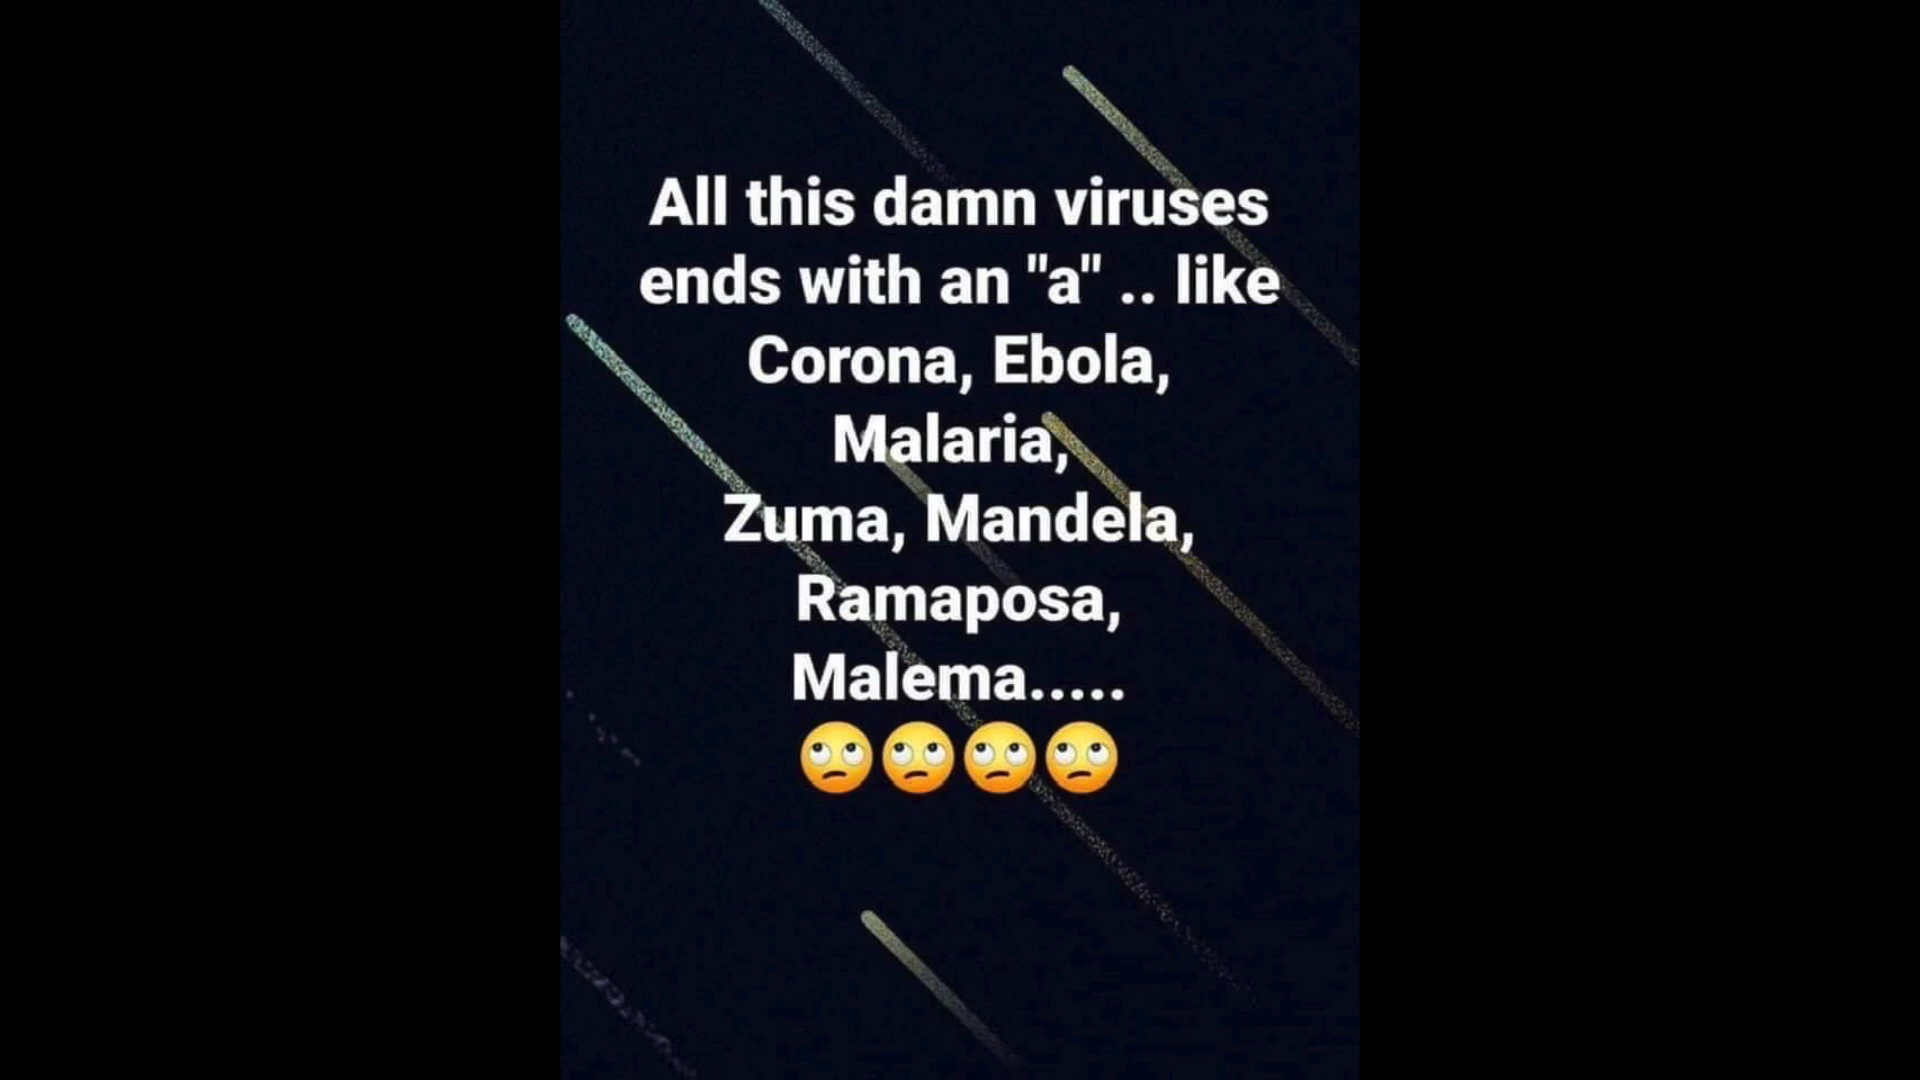 All this damn viruses
ends with an "a" .. like
Corona, Ebola,
Malaria,
Zuma, Mandela,
Ramaposa,
Malema.....
🙄🙄🙄🙄